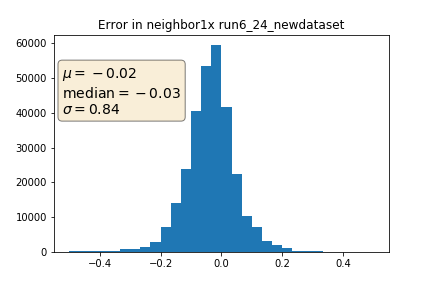 Error in neighbor1x run6_24_newdataset
60000
50000
40000
30000
20000
10000
0
μ = −0.02
median = −0.03
σ = 0.84
−0.4 −0.2 0.0 0.2 0.4